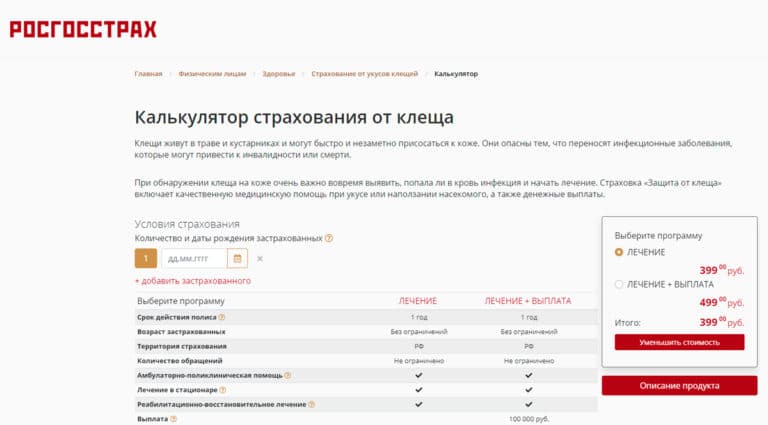 РОСГОССТРАХ
Главная Физическим лицам Здоровье Страхование от укусов клещей Калькулятор
Калькулятор страхования от клеща
Клещи живут в траве и кустарниках и могут быстро и незаметно присосаться к коже. Они опасны тем, что переносят инфекционные заболевания,
которые могут привести к инвалидности или смерти.
При обнаружении клеща на коже очень важно вовремя выявить, попала ли в кровь инфекция и начать лечение. Страховка «Защита от клеща»
включает качественную медицинскую помощь при укусе или наползании насекомого, а также денежные выплаты.
Условия страхования
Количество и даты рождения застрахованных ?
1 дд.мм.гггг ×
+ добавить застрахованного
Выберите программу ЛЕЧЕНИЕ ЛЕЧЕНИЕ + ВЫПЛАТА
Срок действия полиса ? 1 год 1 год
Возраст застрахованных Без ограничений Без ограничений
Территория страхования РФ РФ
Количество обращений Не ограничено Не ограничено
Амбулаторно-поликлиническая помощь ? ✓ ✓
Лечение в стационаре ? ✓ ✓
Реабилитационно-восстановительное лечение ? ✓ ✓
Выплата ? 100 000 руб.
Выберите программу
ЛЕЧЕНИЕ
399 00 руб.
ЛЕЧЕНИЕ + ВЫПЛАТА
499 00 руб.
Итого: 399 00 руб.
Уменьшить стоимость
Описание продукта